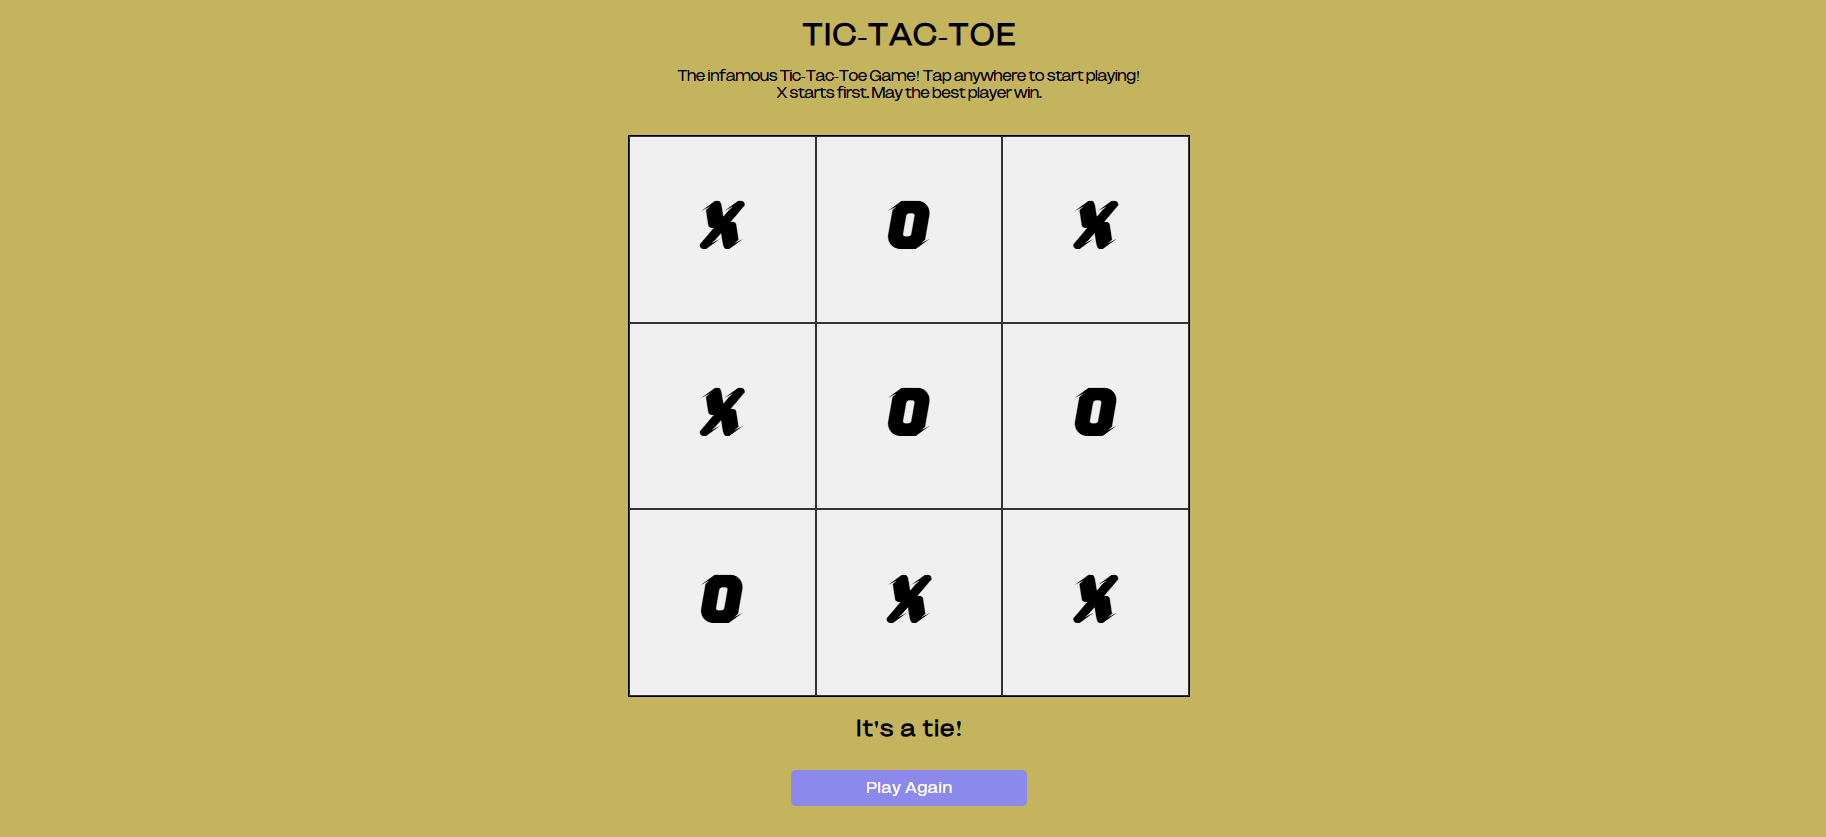 TIC-TAC-TOE
The infamous Tic-Tac-Toe Game! Tap anywhere to start playing!
X starts first. May the best player win.
X O X
X O O
O X X
It's a tie!
Play Again